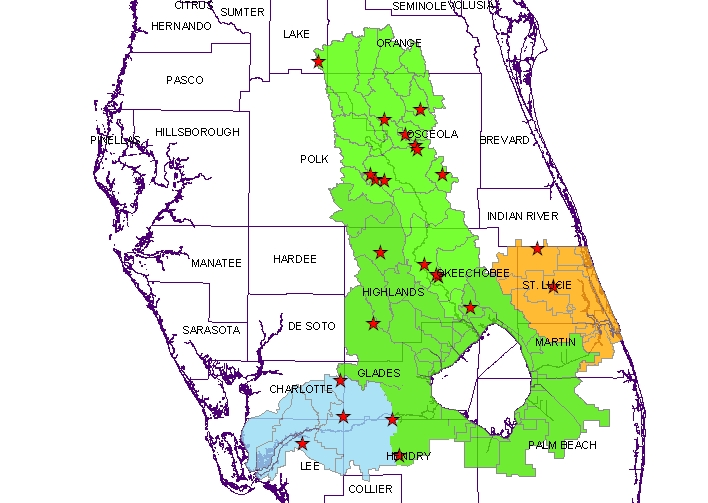 CITRUS
SUMTER
SEMINOLE
VOLUSIA
HERNANDO
LAKE
ORANGE
PASCO
HILLSBOROUGH
PINELLAS
OSCEOLA
BREVARD
POLK
INDIAN RIVER
MANATEE
HARDEE
OKEECHOBEE
HIGHLANDS
ST. LUCIE
SARASOTA
DE SOTO
MARTIN
GLADES
CHARLOTTE
PALM BEACH
HENDRY
LEE
COLLIER